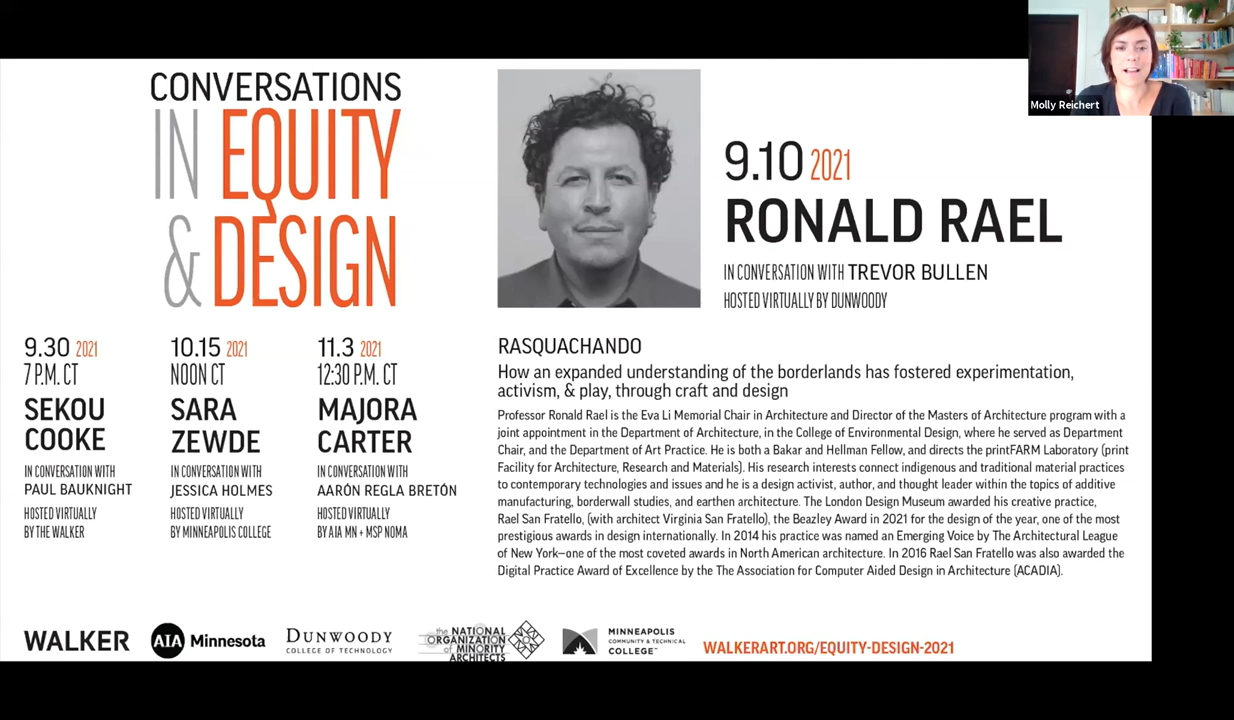 Molly Reichert
CONVERSATIONS
IN EQUITY
& DESIGN
9.10 2021
RONALD RAEL
IN CONVERSATION WITH TREVOR BULLEN
HOSTED VIRTUALLY BY DUNWOODY
9.30 2021
7 P.M. CT
SEKOU
COOKE
IN CONVERSATION WITH
PAUL BAUKNIGHT
HOSTED VIRTUALLY
BY THE WALKER
10.15 2021
NOON CT
SARA
ZEWDE
IN CONVERSATION WITH
JESSICA HOLMES
HOSTED VIRTUALLY
BY MINNEAPOLIS COLLEGE
11.3 2021
12:30 P.M. CT
MAJORA
CARTER
IN CONVERSATION WITH
AARÓN REGLA BRETÓN
HOSTED VIRTUALLY
BY AIA MN + MSP NOMA
RASQUACHANDO
How an expanded understanding of the borderlands has fostered experimentation,
activism, & play, through craft and design
Professor Ronald Rael is the Eva Li Memorial Chair in Architecture and Director of the Masters of Architecture program with a
joint appointment in the Department of Architecture, in the College of Environmental Design, where he served as Department
Chair, and the Department of Art Practice. He is both a Bakar and Hellman Fellow, and directs the printFARM Laboratory (print
Facility for Architecture, Research and Materials). His research interests connect indigenous and traditional material practices
to contemporary technologies and issues and he is a design activist, author, and thought leader within the topics of additive
manufacturing, borderwall studies, and earthen architecture. The London Design Museum awarded his creative practice,
Rael San Fratello, (with architect Virginia San Fratello), the Beazley Award in 2021 for the design of the year, one of the most
prestigious awards in design internationally. In 2014 his practice was named an Emerging Voice by The Architectural League
of New York—one of the most coveted awards in North American architecture. In 2016 Rael San Fratello was also awarded the
Digital Practice Award of Excellence by the The Association for Computer Aided Design in Architecture (ACADIA).
WALKER
AIA Minnesota
DUNWOODY
COLLEGE OF TECHNOLOGY
the NATIONAL
ORGANIZATION
of MINORITY
ARCHITECTS
MINNEAPOLIS
COMMUNITY & TECHNICAL
COLLEGE™
WALKERART.ORG/EQUITY-DESIGN-2021